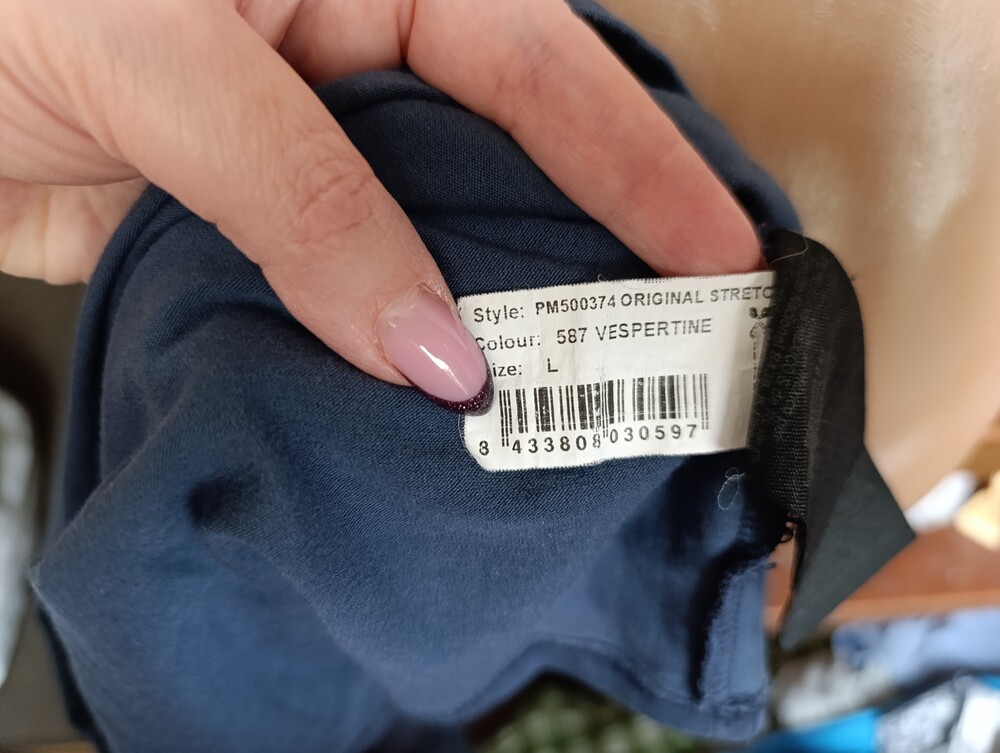 Style: PM500374 ORIGINAL STRETC
Colour: 587 VESPERTINE
ize: L
8 433808 030597